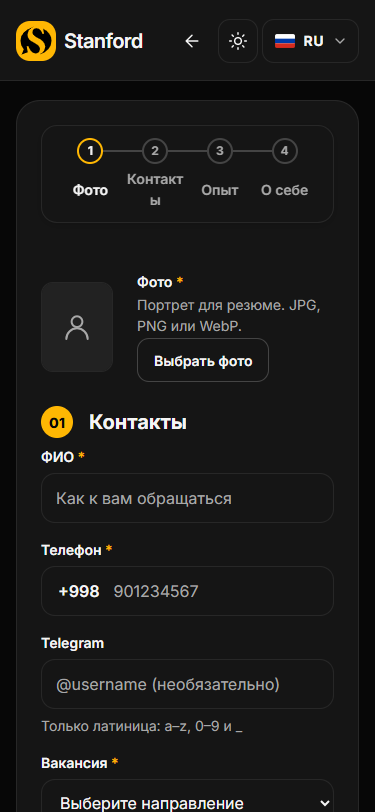 Stanford
RU
1
2
3
4
Фото
Контакт
ы
Опыт
О себе
Фото *
Портрет для резюме. JPG,
PNG или WebP.
Выбрать фото
01 Контакты
ФИО *
Как к вам обращаться
Телефон *
+998 901234567
Telegram
@username (необязательно)
Только латиница: a–z, 0–9 и _
Вакансия *
Выберите направление